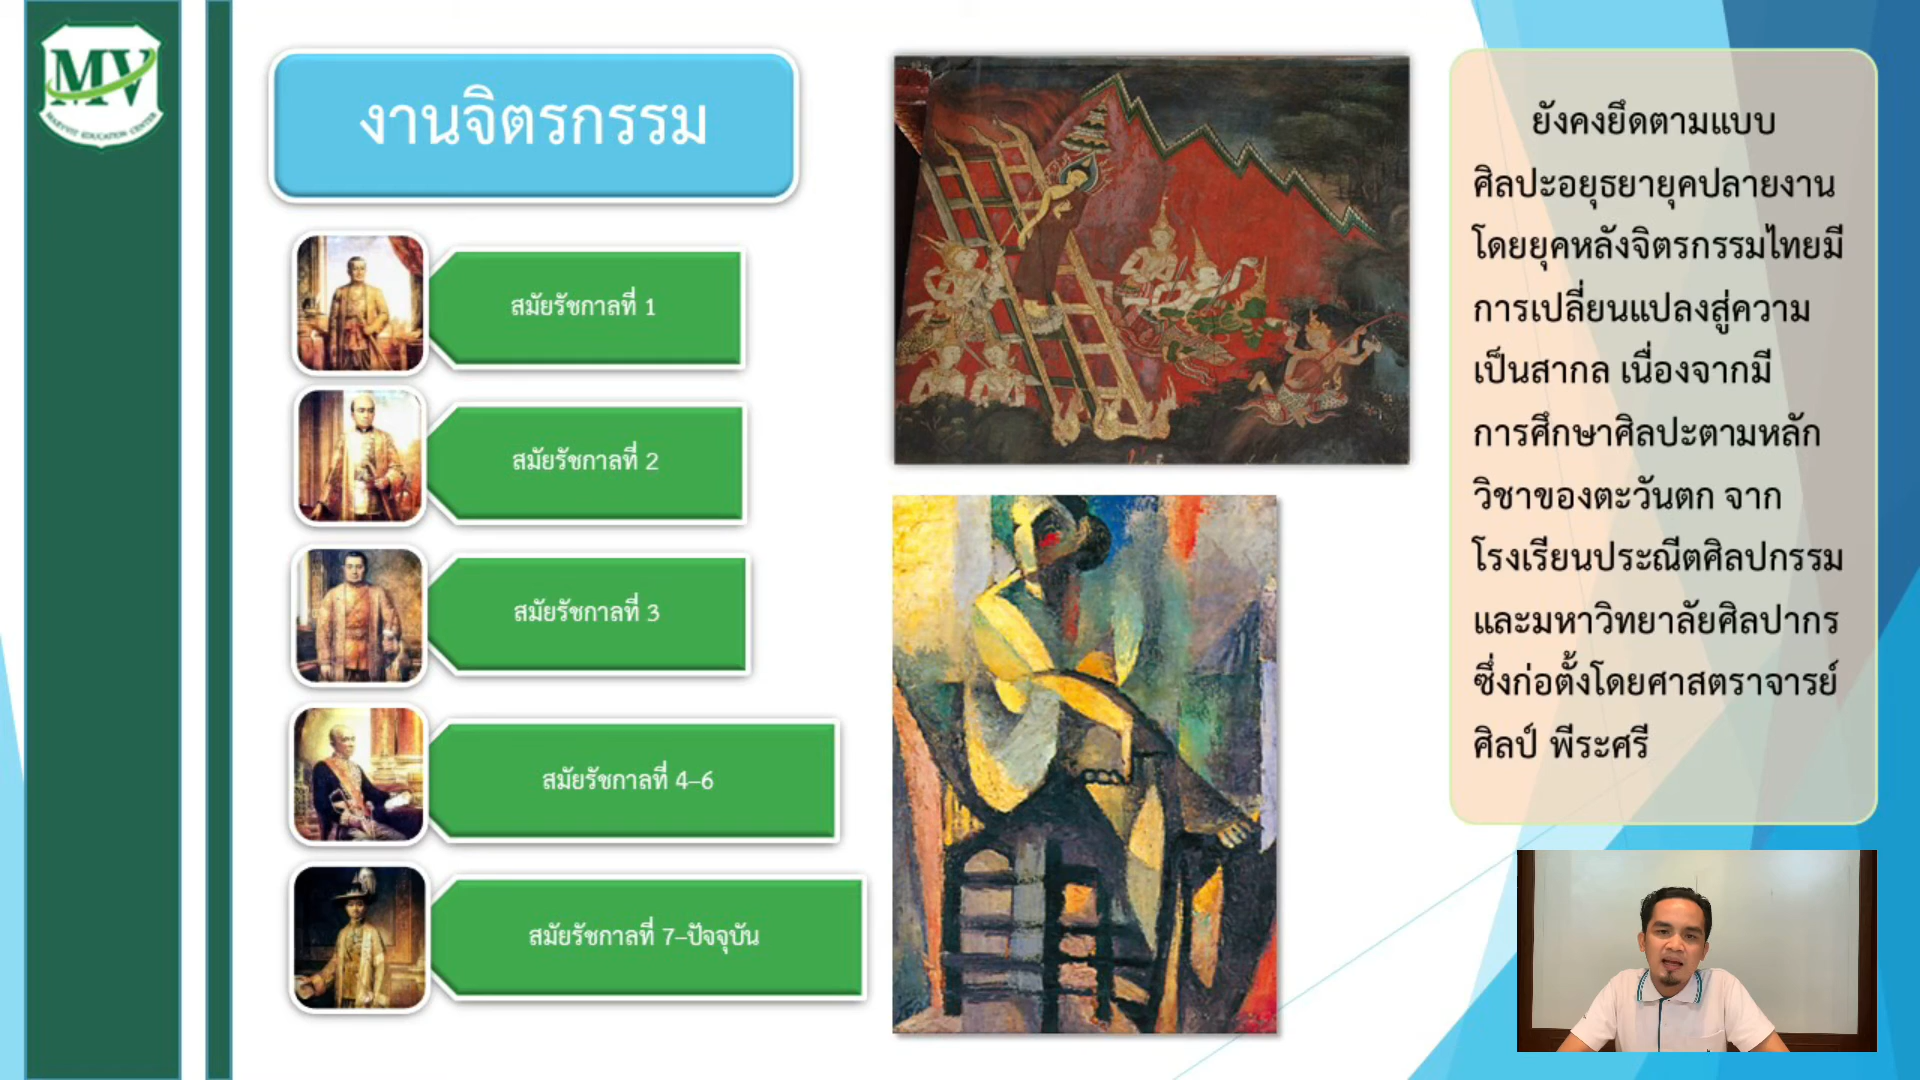 MV
MARYVIT EDUCATION CENTER
งานจิตรกรรม
สมัยรัชกาลที่ 1
สมัยรัชกาลที่ 2
สมัยรัชกาลที่ 3
สมัยรัชกาลที่ 4–6
สมัยรัชกาลที่ 7–ปัจจุบัน
ยังคงยึดตามแบบ
ศิลปะอยุธยายุคปลายงาน
โดยยุคหลังจิตรกรรมไทยมี
การเปลี่ยนแปลงสู่ความ
เป็นสากล เนื่องจากมี
การศึกษาศิลปะตามหลัก
วิชาของตะวันตก จาก
โรงเรียนประณีตศิลปกรรม
และมหาวิทยาลัยศิลปากร
ซึ่งก่อตั้งโดยศาสตราจารย์
ศิลป์ พีระศรี